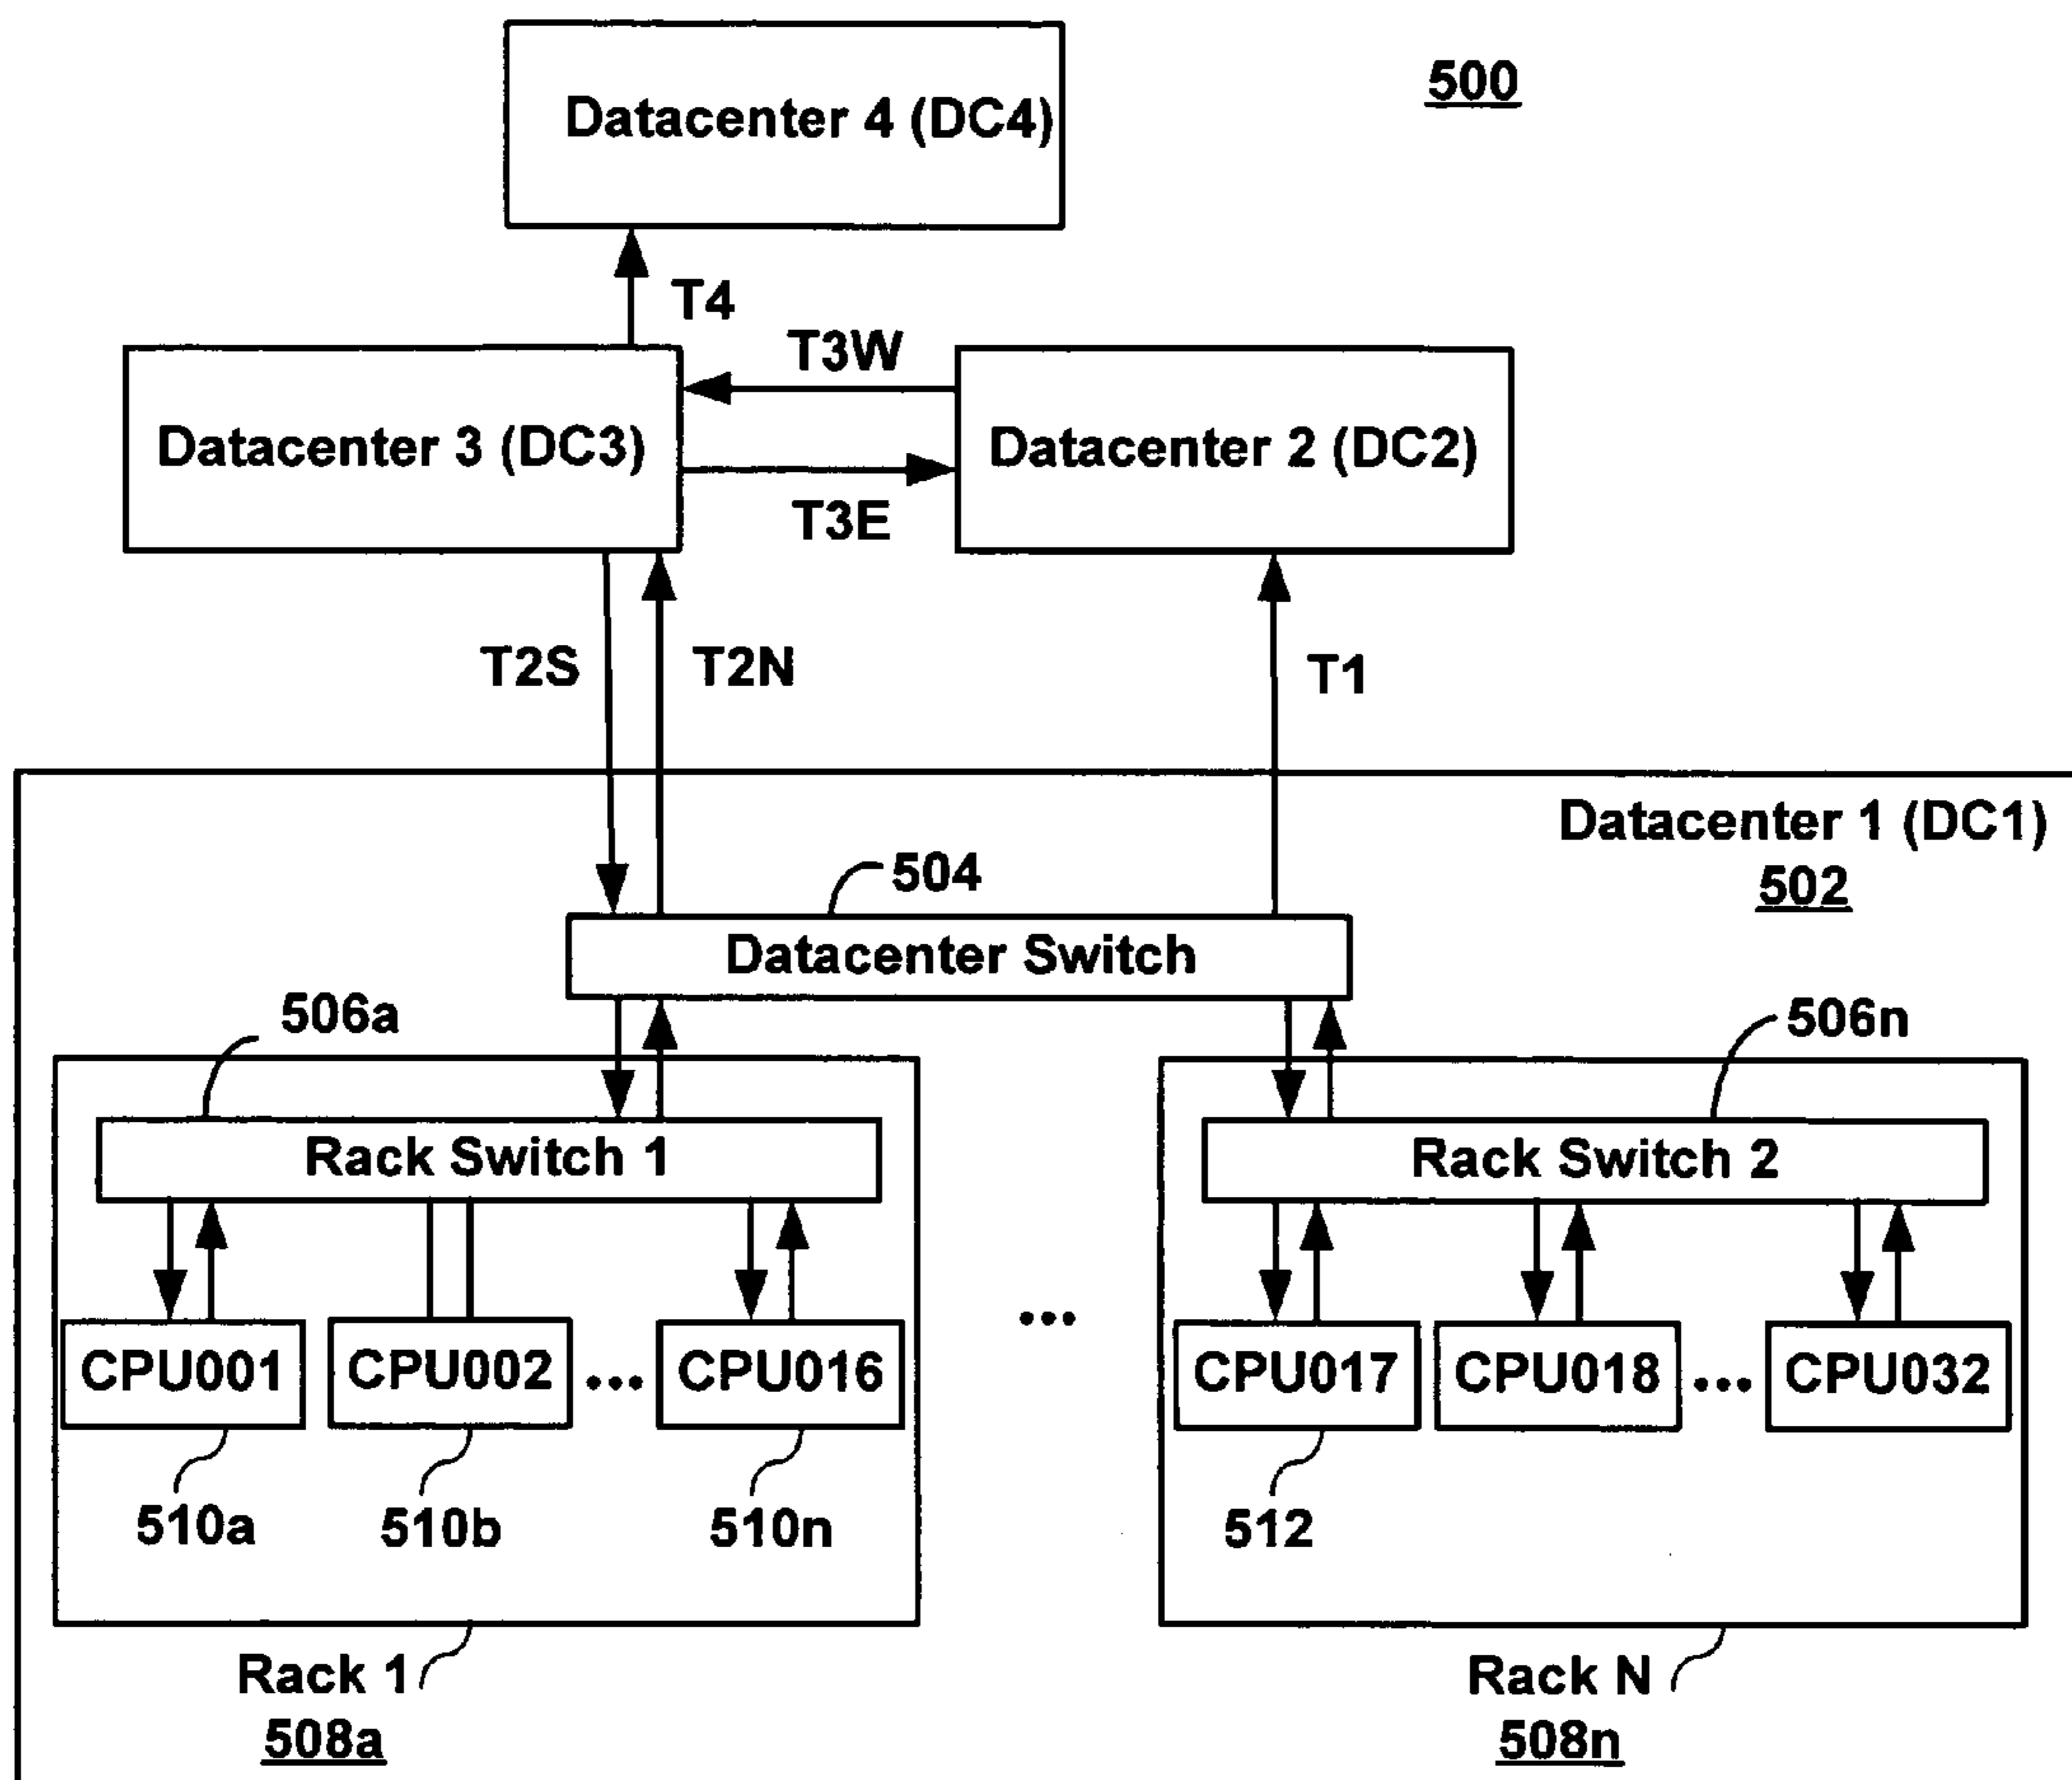 500
Datacenter 4 (DC4)
T4
T3W
Datacenter 3 (DC3)
Datacenter 2 (DC2)
T3E
T2S
T2N
T1
Datacenter 1 (DC1)
502
504
Datacenter Switch
506a
506n
Rack Switch 1
Rack Switch 2
CPU001
CPU002
...
CPU016
...
CPU017
CPU018
...
CPU032
510a
510b
510n
512
Rack 1
508a
Rack N
508n